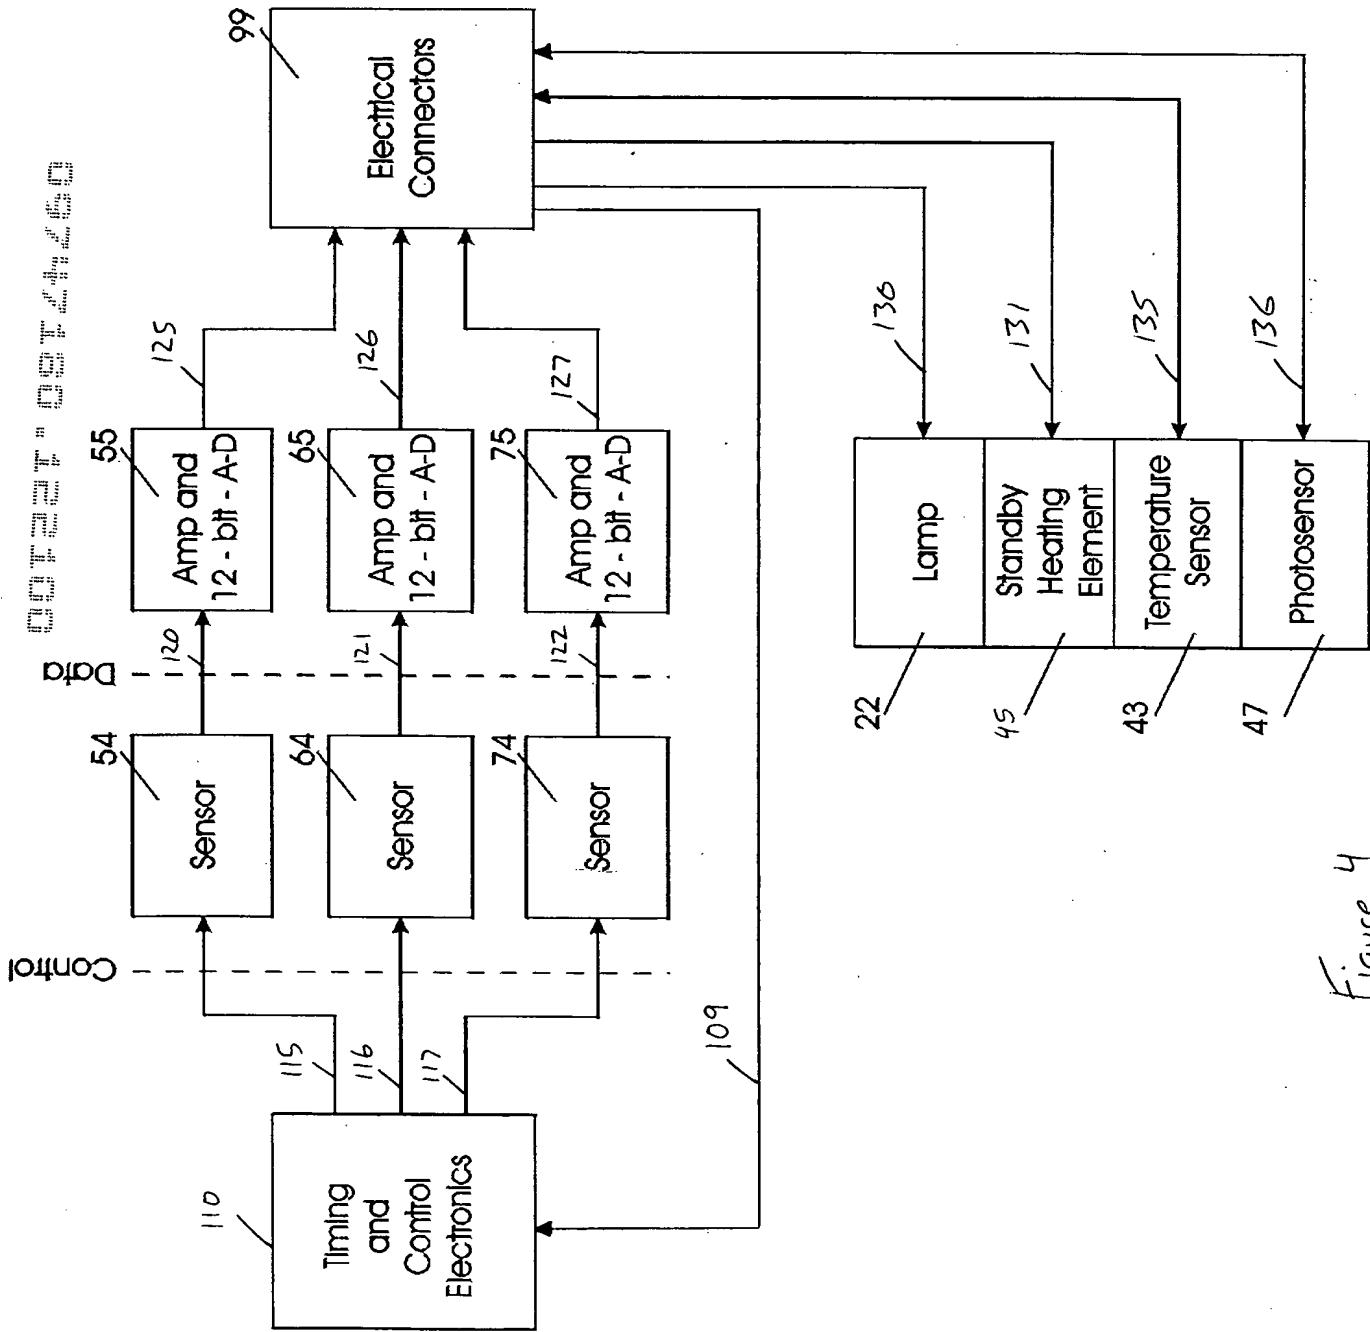 09747180 - 122100
Control
Data
110
Timing
and
Control
Electronics
115
116
117
54
Sensor
64
Sensor
74
Sensor
120
121
122
55
Amp and
12 - bit - A-D
65
Amp and
12 - bit - A-D
75
Amp and
12 - bit - A-D
125
126
127
99
Electrical
Connectors
109
130
131
135
136
22
Lamp
45
Standby
Heating
Element
43
Temperature
Sensor
47
Photosensor
Figure 4